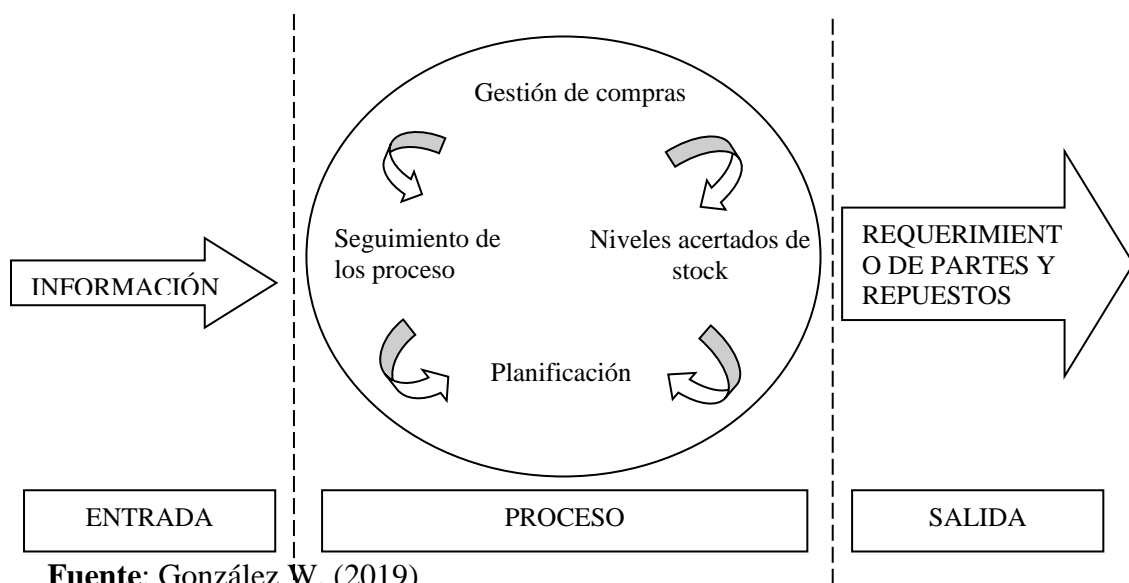 Gestión de compras
Seguimiento de
los proceso
Niveles acertados de
stock
Planificación
INFORMACIÓN
REQUERIMIENT
O DE PARTES Y
REPUESTOS
ENTRADA
PROCESO
SALIDA
Fuente: González W. (2019)